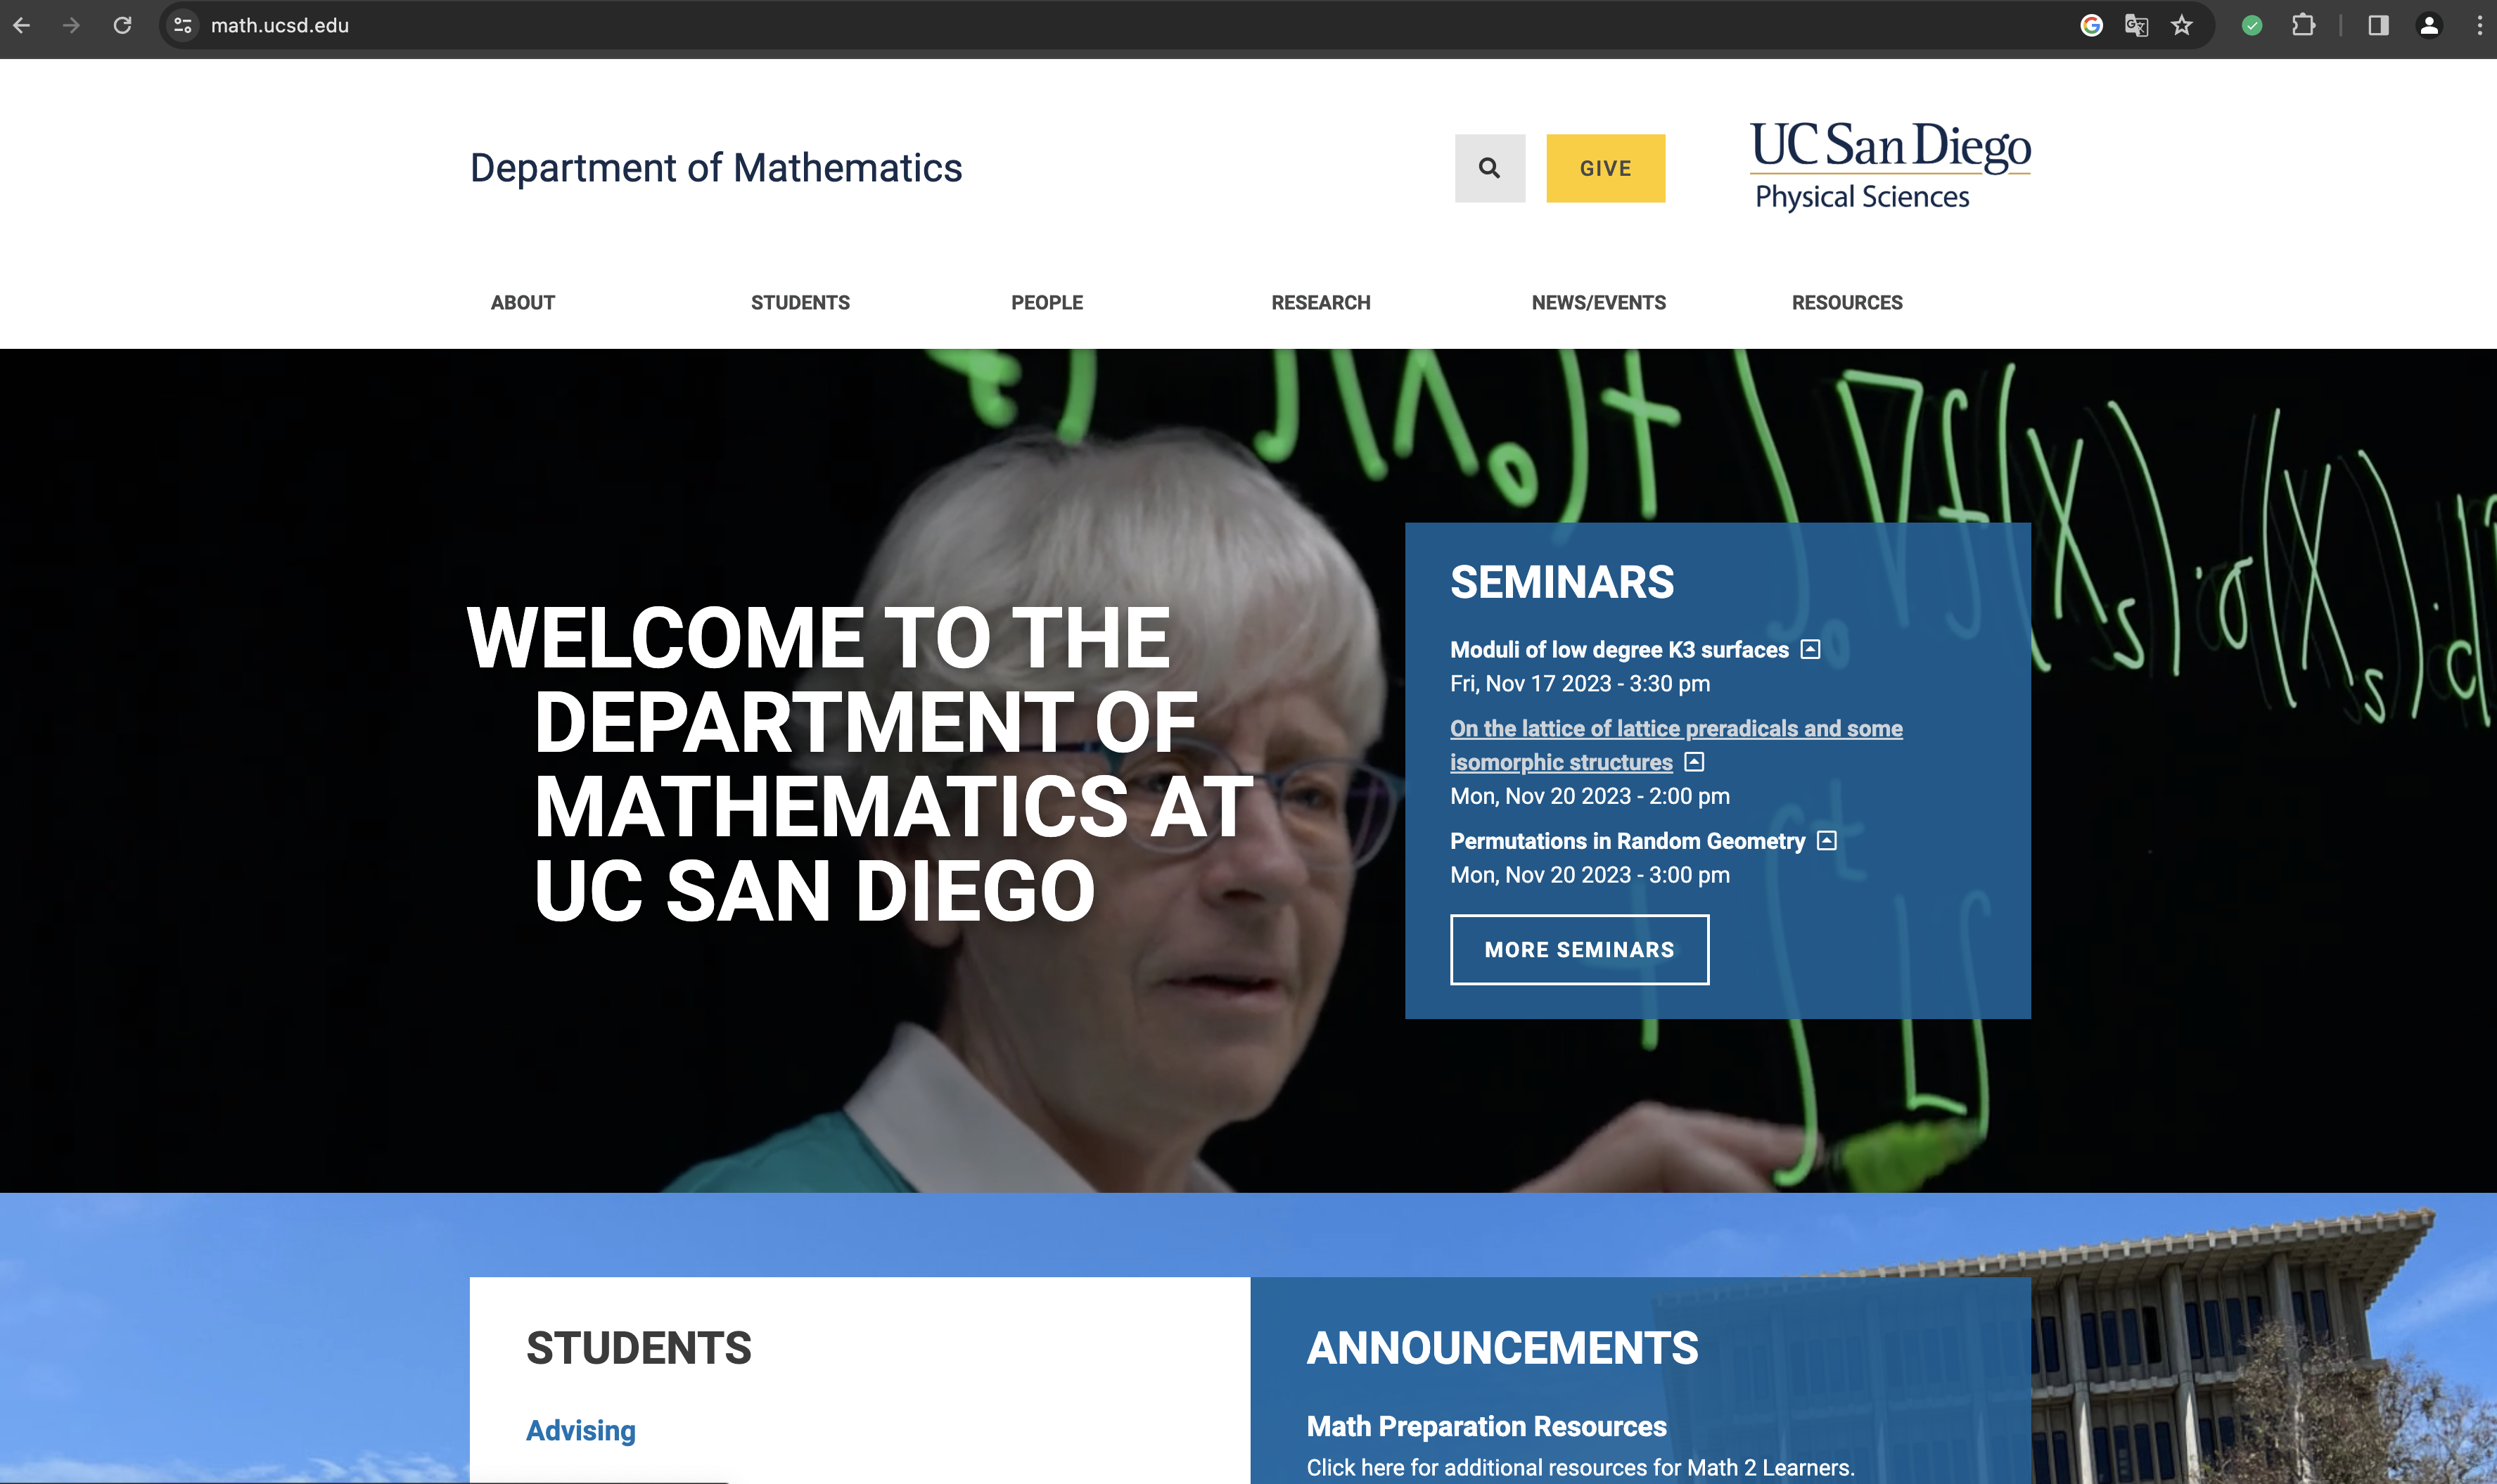 math.ucsd.edu
Department of Mathematics
GIVE
UC San Diego
Physical Sciences
ABOUT
STUDENTS
PEOPLE
RESEARCH
NEWS/EVENTS
RESOURCES
WELCOME TO THE
DEPARTMENT OF
MATHEMATICS AT
UC SAN DIEGO
SEMINARS
Moduli of low degree K3 surfaces
Fri, Nov 17 2023 - 3:30 pm
On the lattice of lattice preradicals and some
isomorphic structures
Mon, Nov 20 2023 - 2:00 pm
Permutations in Random Geometry
Mon, Nov 20 2023 - 3:00 pm
MORE SEMINARS
STUDENTS
Advising
ANNOUNCEMENTS
Math Preparation Resources
Click here for additional resources for Math 2 Learners.